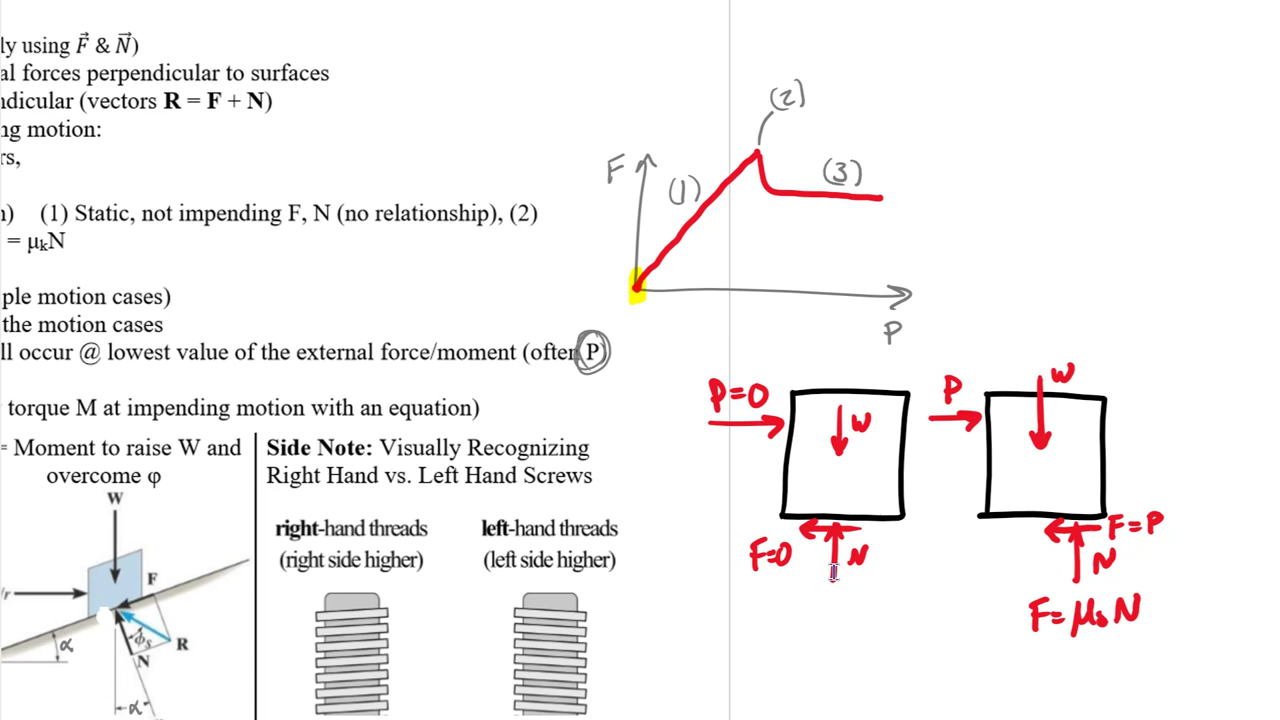 ly using F⃗ & N⃗)
al forces perpendicular to surfaces
ndicular (vectors R = F + N)
ng motion:
rs,
(1) Static, not impending F, N (no relationship), (2)
= μₖN
ple motion cases)
the motion cases
ll occur @ lowest value of the external force/moment (often P)
torque M at impending motion with an equation)
= Moment to raise W and
overcome φ
W
F
/r
α
ϕs
R
N
α
Side Note: Visually Recognizing
Right Hand vs. Left Hand Screws
right-hand threads
(right side higher)
left-hand threads
(left side higher)
(2)
F
(1)
(3)
P
P=0
W
F=0
N
P
W
F=P
N
F=μsN